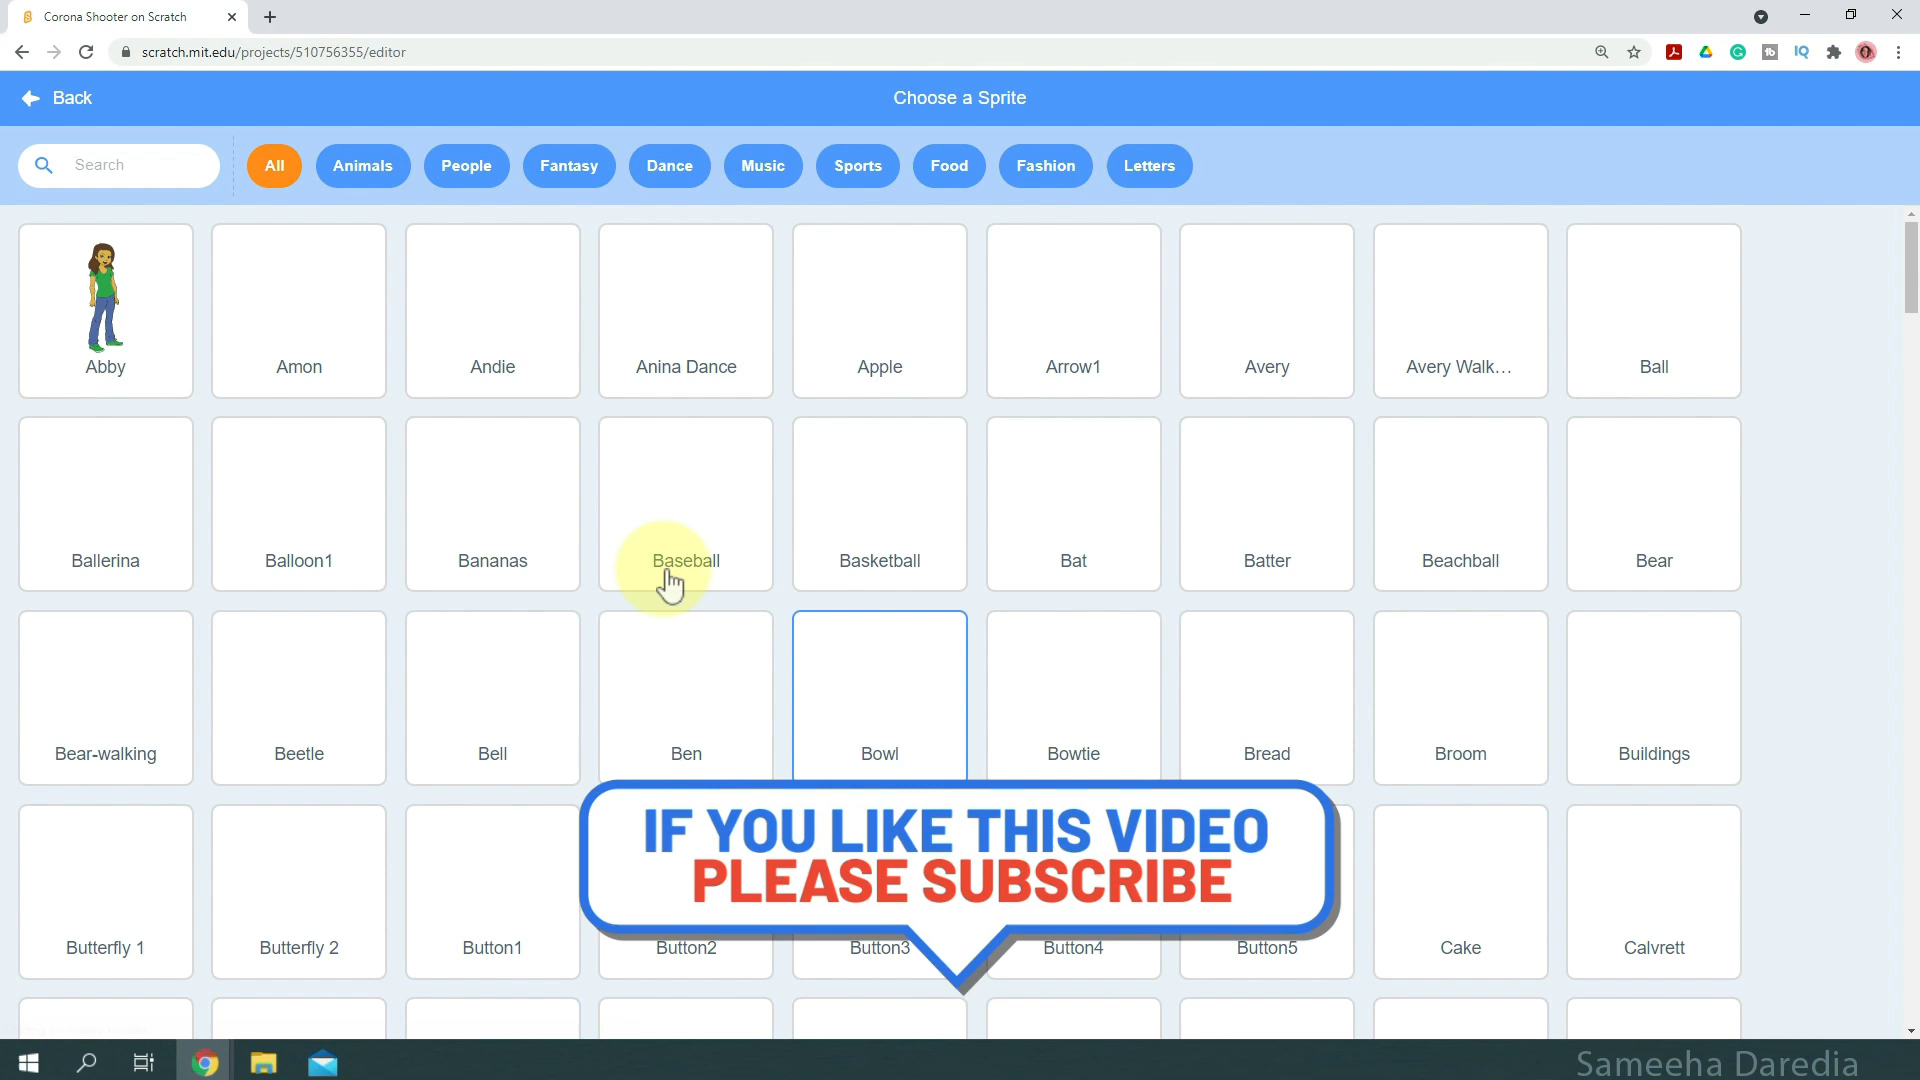 Corona Shooter on Scratch
scratch.mit.edu/projects/510756355/editor
Back
Choose a Sprite
Search
All
Animals
People
Fantasy
Dance
Music
Sports
Food
Fashion
Letters
Abby
Amon
Andie
Anina Dance
Apple
Arrow1
Avery
Avery Walk...
Ball
Ballerina
Balloon1
Bananas
Baseball
Basketball
Bat
Batter
Beachball
Bear
Bear-walking
Beetle
Bell
Ben
Bowl
Bowtie
Bread
Broom
Buildings
IF YOU LIKE THIS VIDEO
PLEASE SUBSCRIBE
Butterfly 1
Butterfly 2
Button1
Button2
Button3
Button4
Button5
Cake
Calvrett
Sameeha Daredia